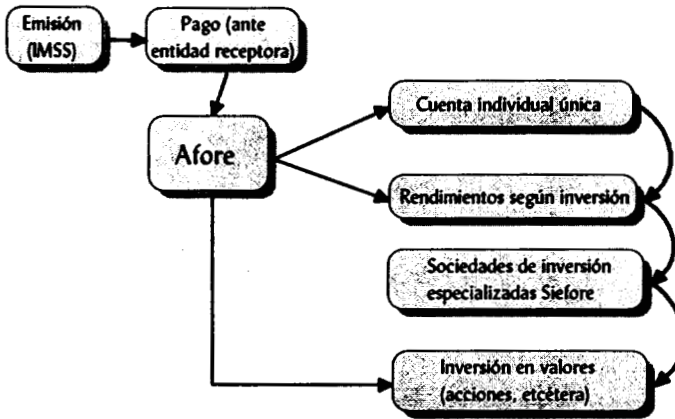 Emisión
(IMSS)
Pago (ante
entidad receptora)
Afore
Cuenta individual única
Rendimientos según inversión
Sociedades de inversión
especializadas Siefore
Inversión en valores
(acciones, etcétera)